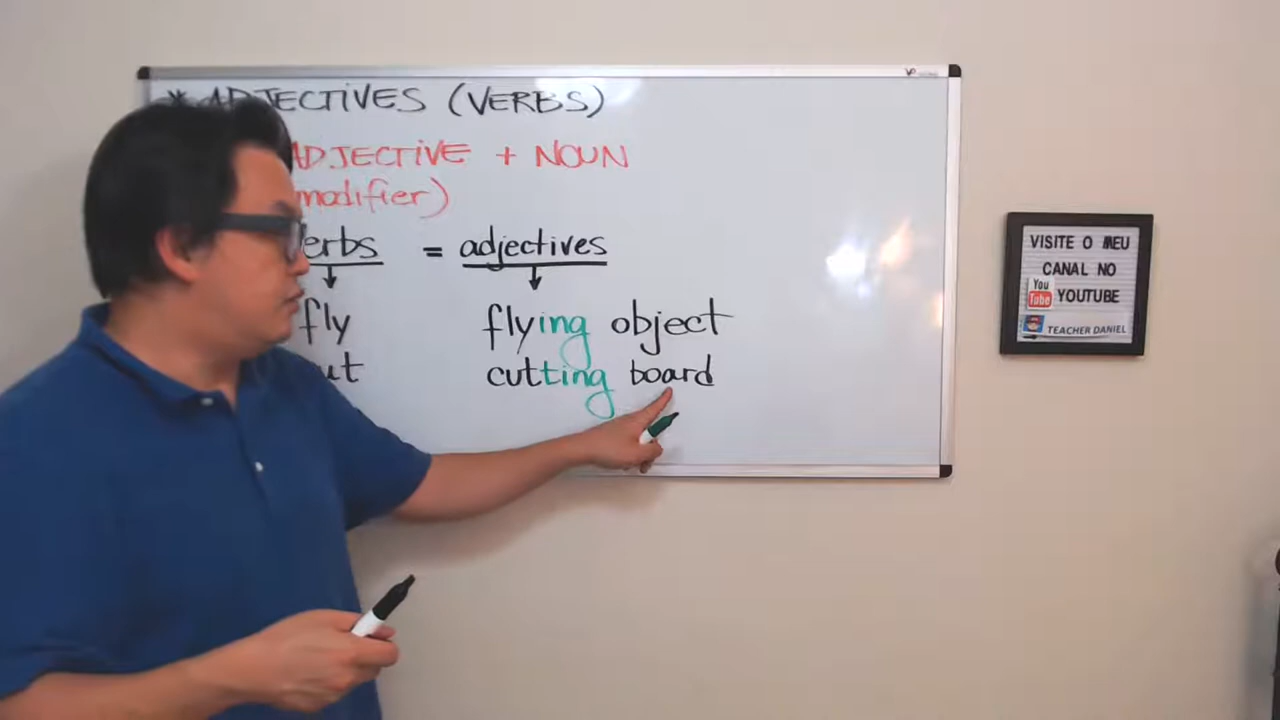 * ADJECTIVES (VERBS)
ADJECTIVE + NOUN
modifier)
erbs = adjectives
fly flying object
ut cutting board
VISITE O MEU
CANAL NO
You
Tube YOUTUBE
TEACHER DANIEL